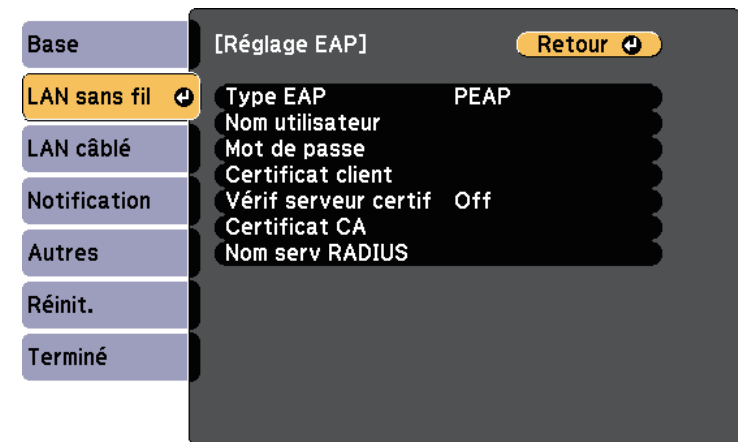 Base
LAN sans fil
LAN câblé
Notification
Autres
Réinit.
Terminé
[Réglage EAP] Retour
Type EAP PEAP
Nom utilisateur
Mot de passe
Certificat client
Vérif serveur certif Off
Certificat CA
Nom serv RADIUS